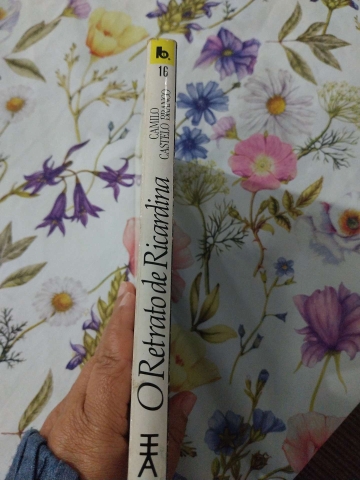 16
CAMILO
CASTELO BRANCO
O Retrato de Ricardina